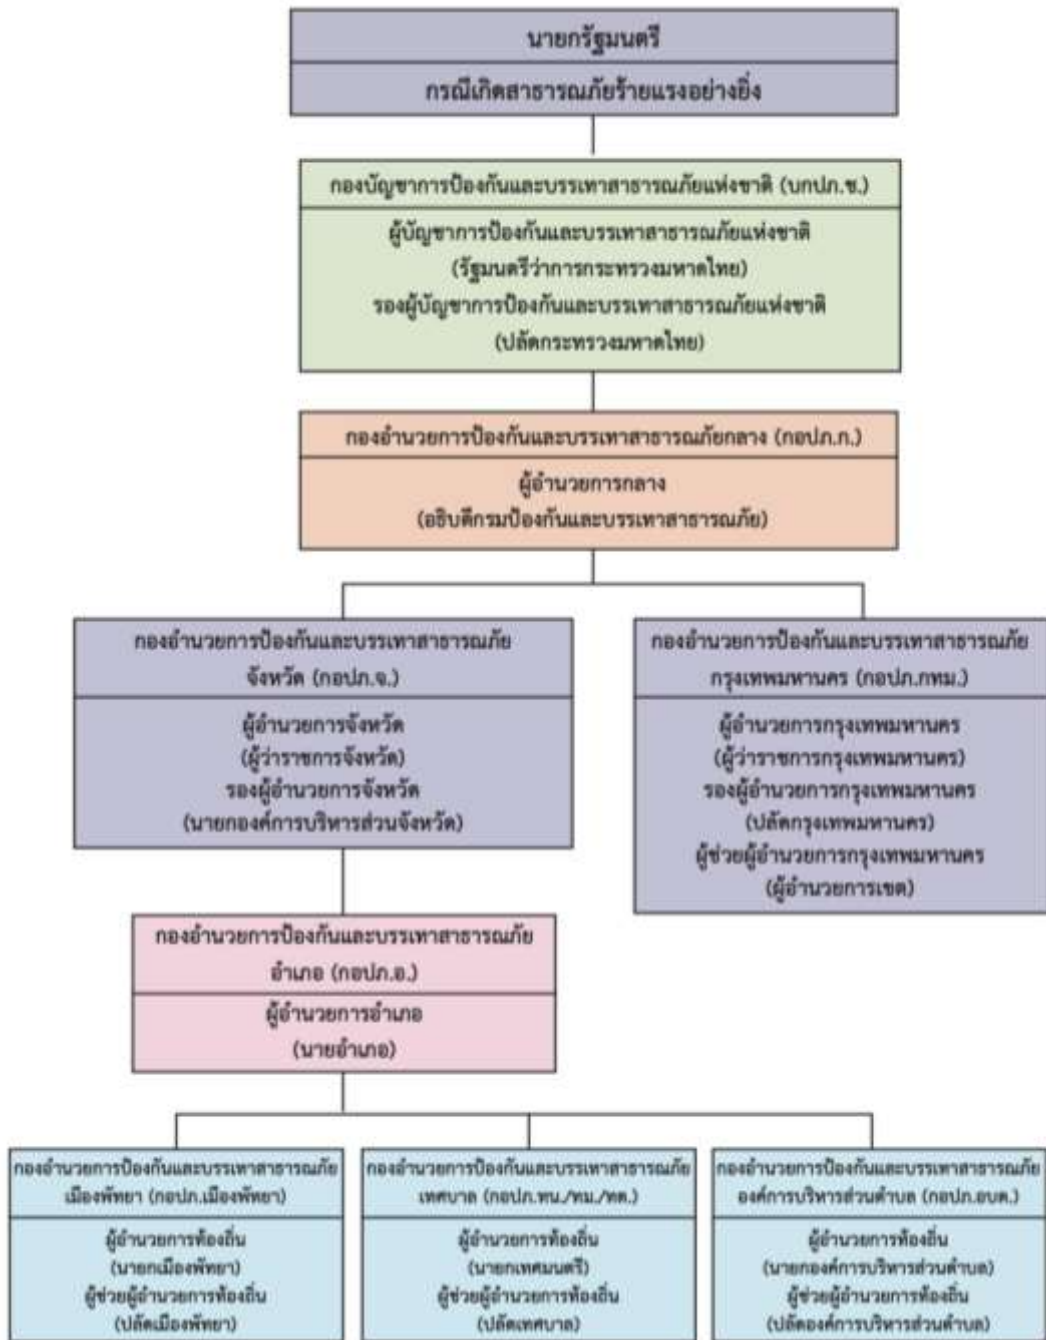 นายกรัฐมนตรี
กรณีเกิดสาธารณภัยร้ายแรงอย่างยิ่ง
กองบัญชาการป้องกันและบรรเทาสาธารณภัยแห่งชาติ (บกปภ.ช.)
ผู้บัญชาการป้องกันและบรรเทาสาธารณภัยแห่งชาติ
(รัฐมนตรีว่าการกระทรวงมหาดไทย)
รองผู้บัญชาการป้องกันและบรรเทาสาธารณภัยแห่งชาติ
(ปลัดกระทรวงมหาดไทย)
กองอำนวยการป้องกันและบรรเทาสาธารณภัยกลาง (กอปภ.ก.)
ผู้อำนวยการกลาง
(อธิบดีกรมป้องกันและบรรเทาสาธารณภัย)
กองอำนวยการป้องกันและบรรเทาสาธารณภัย
จังหวัด (กอปภ.จ.)
ผู้อำนวยการจังหวัด
(ผู้ว่าราชการจังหวัด)
รองผู้อำนวยการจังหวัด
(นายกองค์การบริหารส่วนจังหวัด)
กองอำนวยการป้องกันและบรรเทาสาธารณภัย
กรุงเทพมหานคร (กอปภ.กทม.)
ผู้อำนวยการกรุงเทพมหานคร
(ผู้ว่าราชการกรุงเทพมหานคร)
รองผู้อำนวยการกรุงเทพมหานคร
(ปลัดกรุงเทพมหานคร)
ผู้ช่วยผู้อำนวยการกรุงเทพมหานคร
(ผู้อำนวยการเขต)
กองอำนวยการป้องกันและบรรเทาสาธารณภัย
อำเภอ (กอปภ.อ.)
ผู้อำนวยการอำเภอ
(นายอำเภอ)
กองอำนวยการป้องกันและบรรเทาสาธารณภัย
เมืองพัทยา (กอปภ.เมืองพัทยา)
ผู้อำนวยการท้องถิ่น
(นายกเมืองพัทยา)
ผู้ช่วยผู้อำนวยการท้องถิ่น
(ปลัดเมืองพัทยา)
กองอำนวยการป้องกันและบรรเทาสาธารณภัย
เทศบาล (กอปภ.ทน./ทม./ทต.)
ผู้อำนวยการท้องถิ่น
(นายกเทศมนตรี)
ผู้ช่วยผู้อำนวยการท้องถิ่น
(ปลัดเทศบาล)
กองอำนวยการป้องกันและบรรเทาสาธารณภัย
องค์การบริหารส่วนตำบล (กอปภ.อบต.)
ผู้อำนวยการท้องถิ่น
(นายกองค์การบริหารส่วนตำบล)
ผู้ช่วยผู้อำนวยการท้องถิ่น
(ปลัดองค์การบริหารส่วนตำบล)